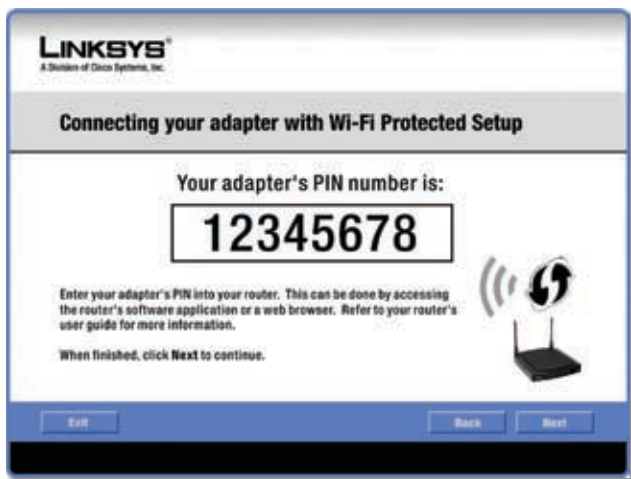 LINKSYS®
A Division of Cisco Systems, Inc.
Connecting your adapter with Wi-Fi Protected Setup
Your adapter's PIN number is:
12345678
Enter your adapter's PIN into your router. This can be done by accessing
the router's software application or a web browser. Refer to your router's
user guide for more information.
When finished, click Next to continue.
Exit
Back
Next